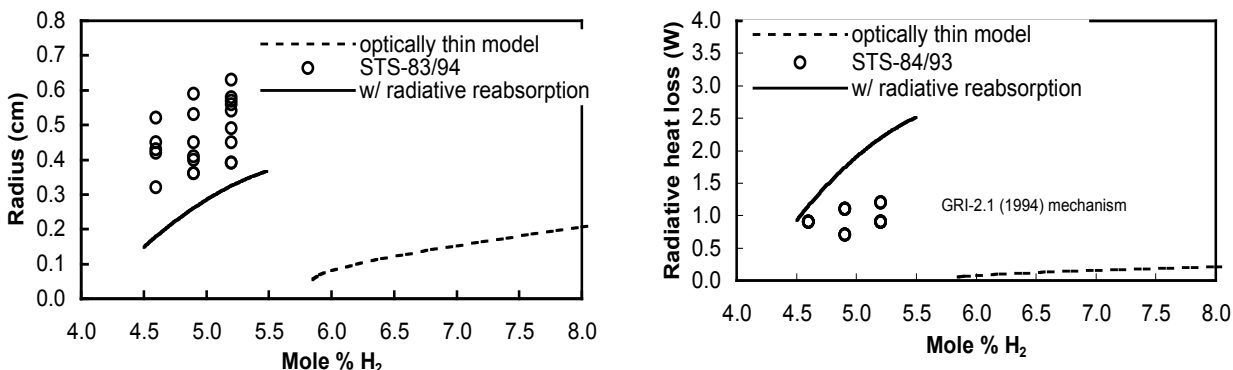 0.8
0.7
0.6
0.5
0.4
0.3
0.2
0.1
0.0
Radius (cm)
optically thin model
STS-83/94
w/ radiative reabsorption
4.0 4.5 5.0 5.5 6.0 6.5 7.0 7.5 8.0
Mole % H2
4.0
3.5
3.0
2.5
2.0
1.5
1.0
0.5
0.0
Radiative heat loss (W)
optically thin model
STS-84/93
w/ radiative reabsorption
GRI-2.1 (1994) mechanism
4.0 4.5 5.0 5.5 6.0 6.5 7.0 7.5 8.0
Mole % H2